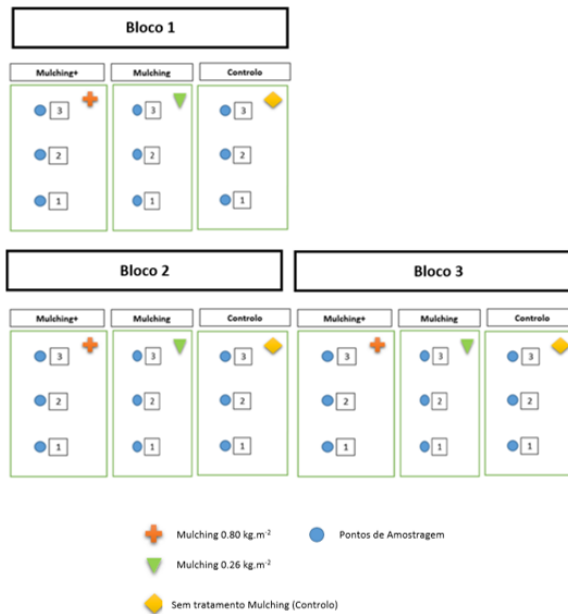 Bloco 1
Mulching+ Mulching Controlo
3 3 3
2 2 2
1 1 1
Bloco 2 Bloco 3
Mulching+ Mulching Controlo Mulching+ Mulching Controlo
3 3 3 3 3 3
2 2 2 2 2 2
1 1 1 1 1 1
Mulching 0.80 kg.m⁻² Pontos de Amostragem
Mulching 0.26 kg.m⁻²
Sem tratamento Mulching (Controlo)